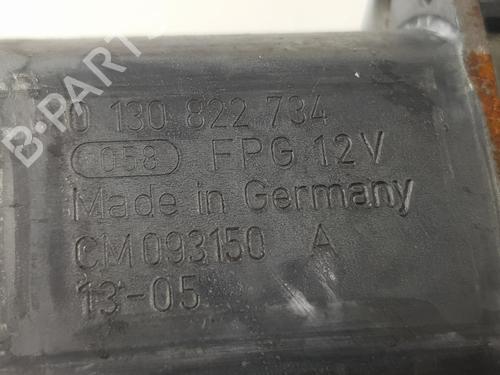 B-PARTS
0 130 822 734
058 FPG 12V
Made in Germany
CM093150 A
13-05